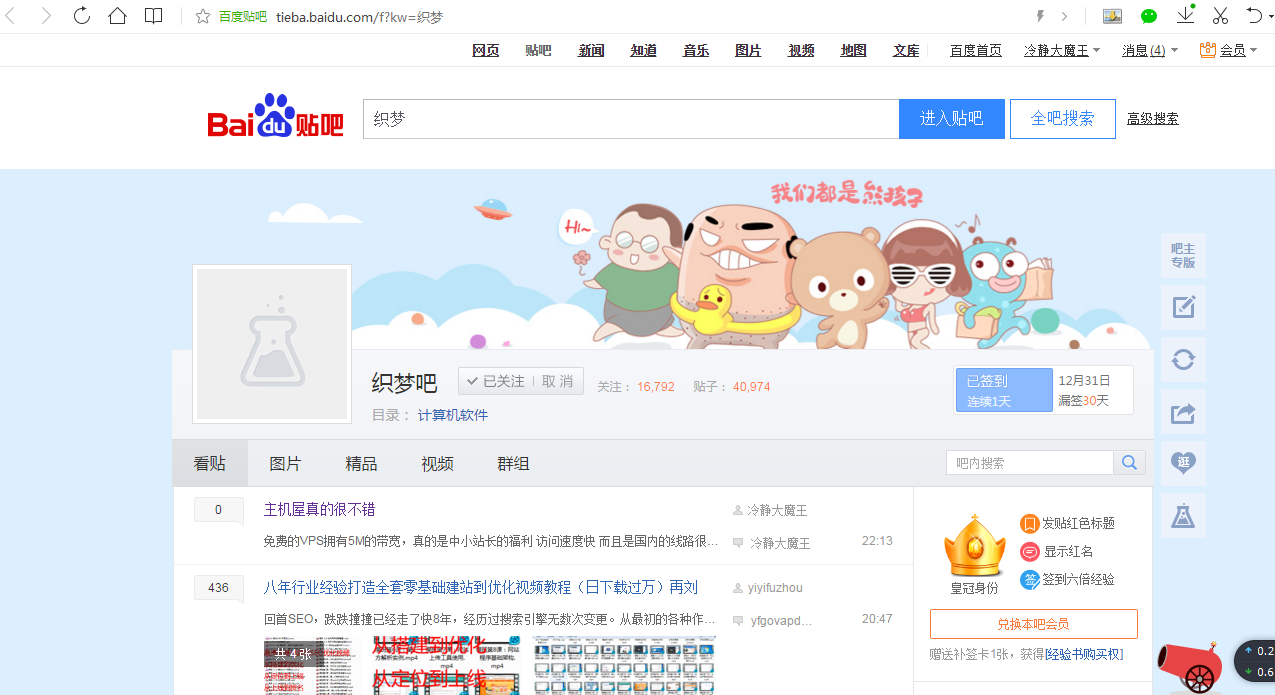 百度贴吧 tieba.baidu.com/f?kw=织梦
网页 贴吧 新闻 知道 音乐 图片 视频 地图 文库 百度首页 冷静大魔王 消息(4) 会员
Bai du 贴吧 织梦 进入贴吧 全吧搜索 高级搜索
我们都是熊孩子
Hi~
吧主
专版
织梦吧 已关注 取消 关注：16,792 贴子：40,974
目录：计算机软件
已签到
连续1天
12月31日
漏签30天
逛
看贴 图片 精品 视频 群组 吧内搜索
0 主机屋真的很不错 冷静大魔王
免费的VPS带有5M的带宽，真的是中小站长的福利 访问速度快 而且是国内的线路很... 冷静大魔王 22:13
436 八年行业经验打造全套零基础建站到优化视频教程（日下载过万）再刘 yiyifuzhou
回首SEO，跌跌撞撞已经走了快8年，经历过搜索引擎无数次变更。从最初的各种作... yfgovapd... 20:47
共4张
从搭建到优化
从定位到上线
皇冠身份
发贴红色标题
显示红名
签 签到六倍经验
兑换本吧会员
赠送补签卡1张，获得[经验书购买权]
0.2
0.6